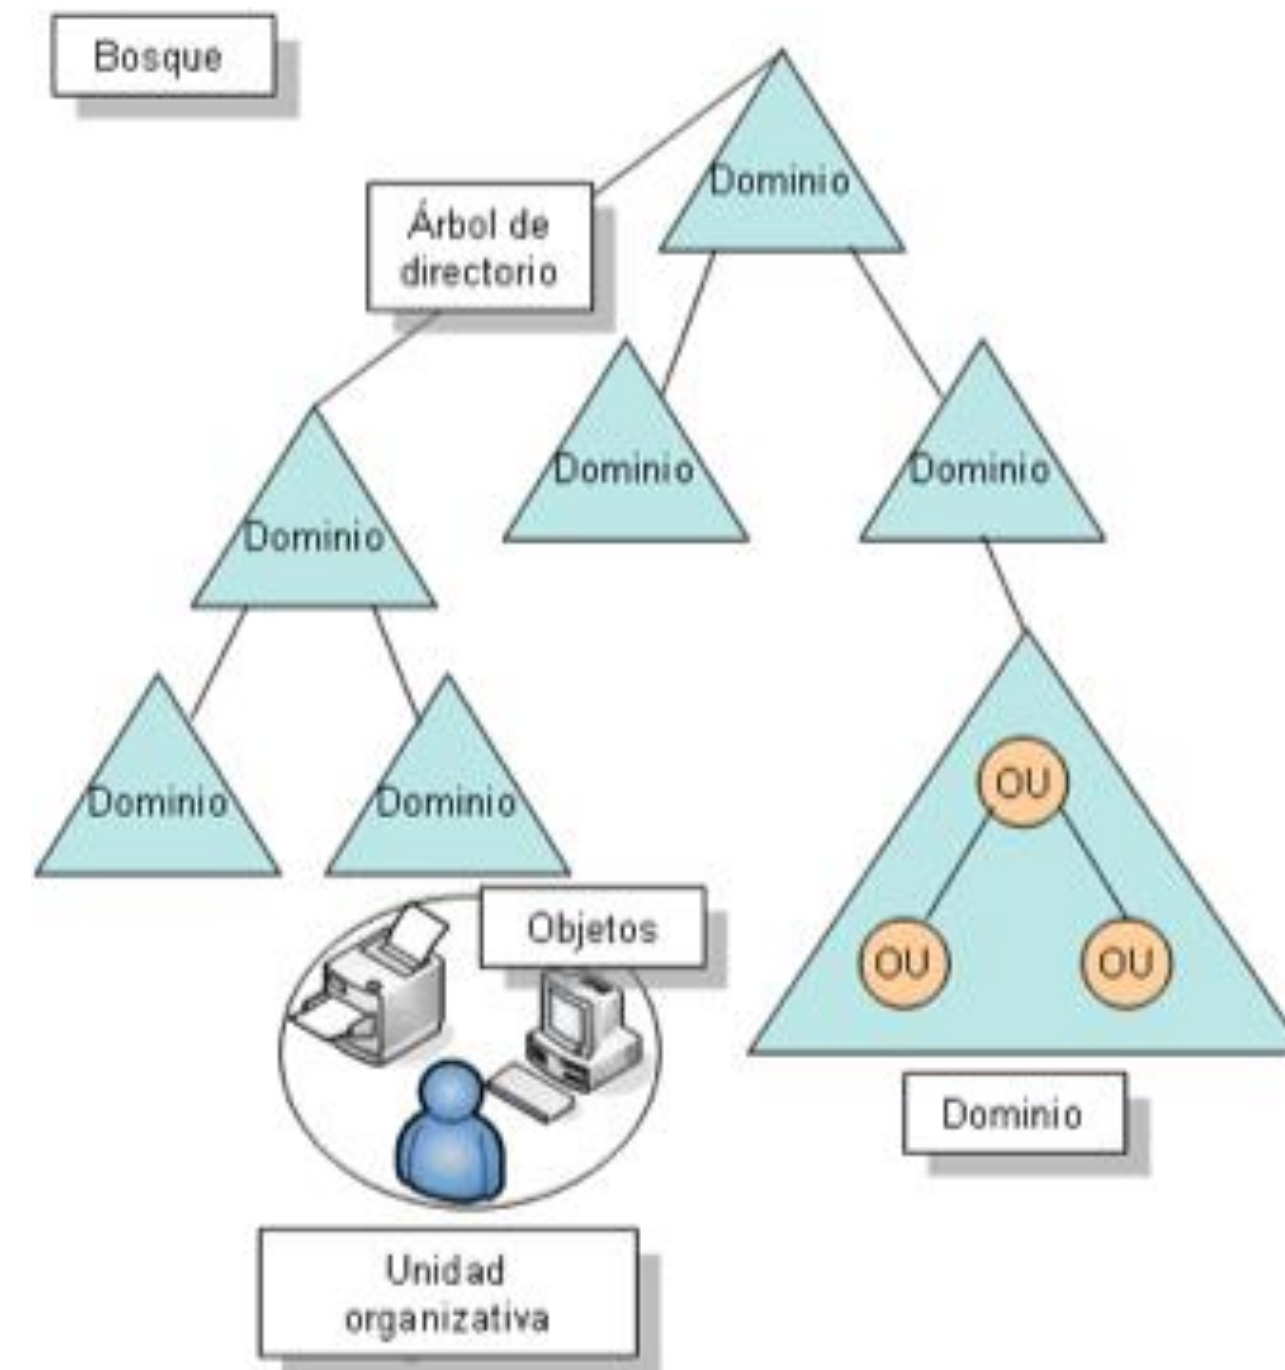 Bosque
Dominio
Árbol de
directorio
Dominio
Dominio
Dominio
Dominio
Dominio
OU
OU
OU
Objetos
Dominio
Unidad
organizativa